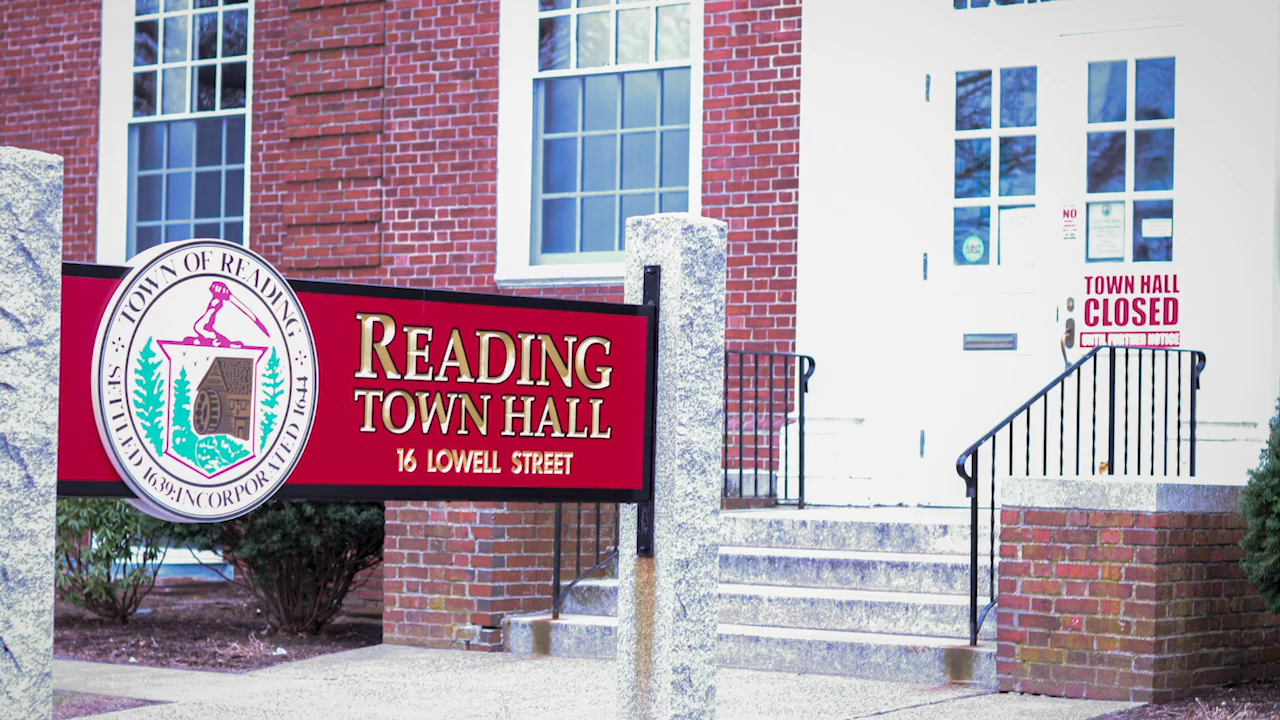 TOWN OF READING
SETTLED 1639:INCORPORATED 1644
READING
TOWN HALL
16 LOWELL STREET
NO
TOWN HALL
CLOSED
UNTIL FURTHER NOTICE